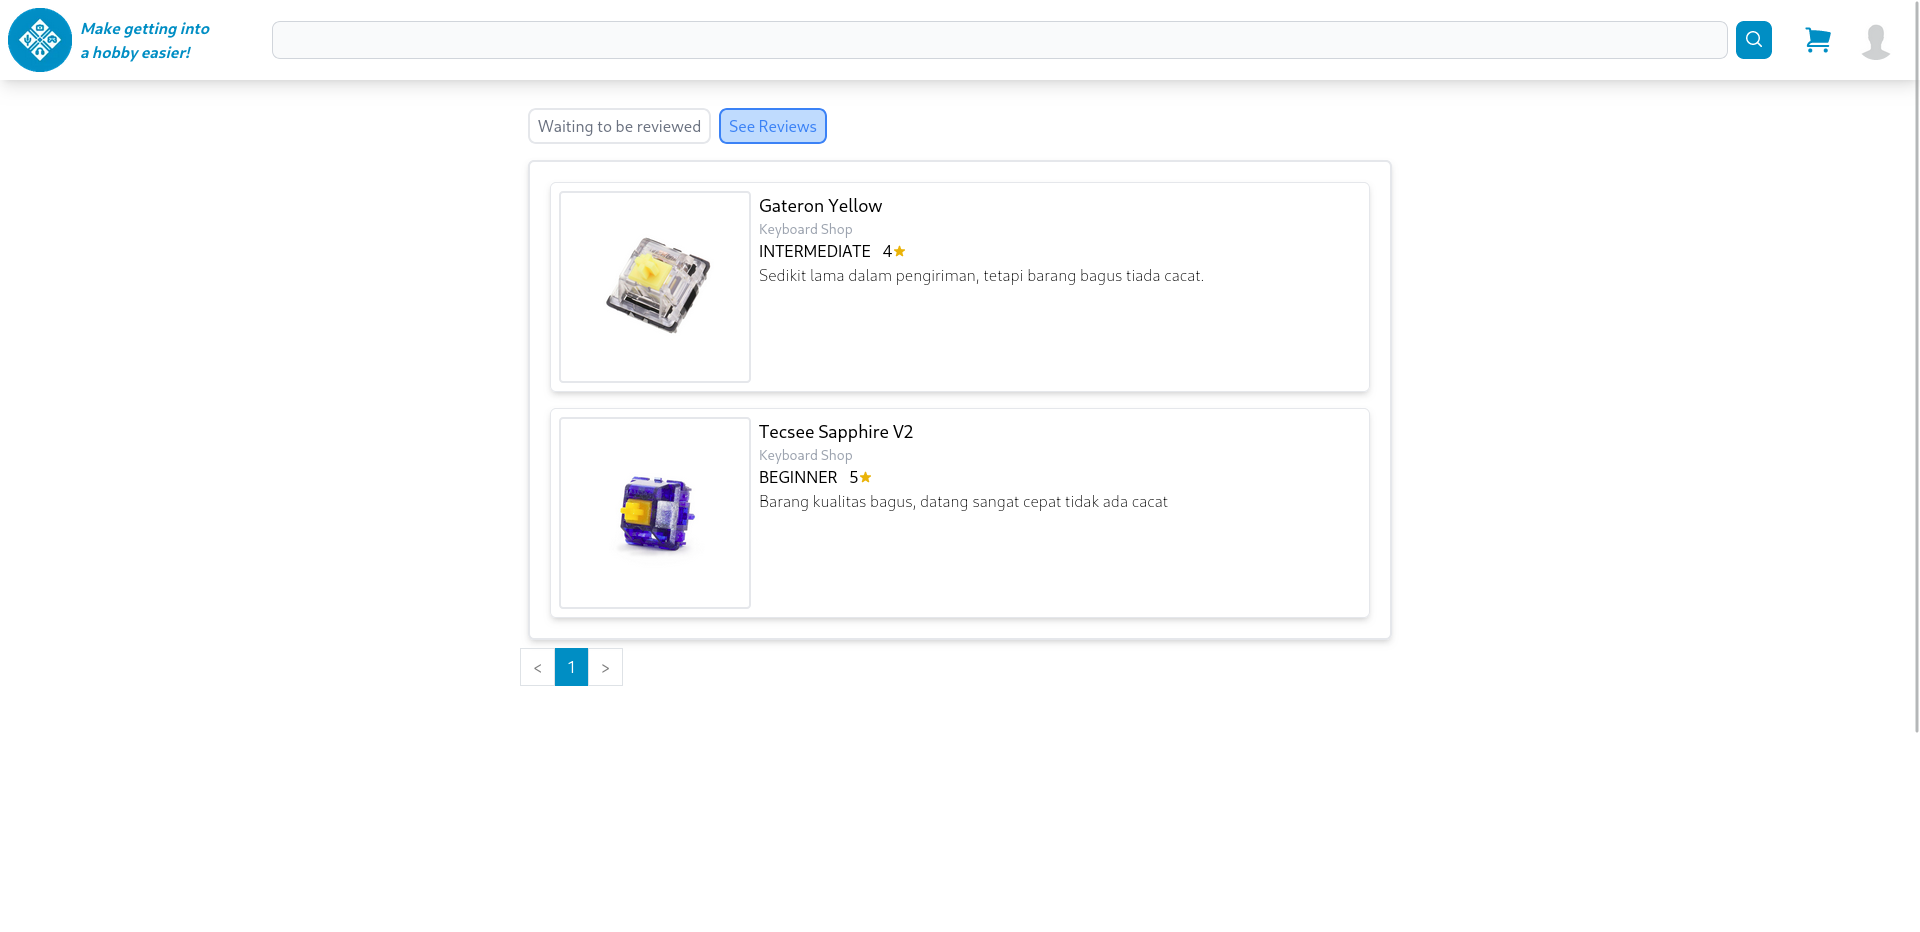 Make getting into
a hobby easier!
Waiting to be reviewed
See Reviews
Gateron Yellow
Keyboard Shop
INTERMEDIATE 4
Sedikit lama dalam pengiriman, tetapi barang bagus tiada cacat.
Tecsee Sapphire V2
Keyboard Shop
BEGINNER 5
Barang kualitas bagus, datang sangat cepat tidak ada cacat
< 1 >